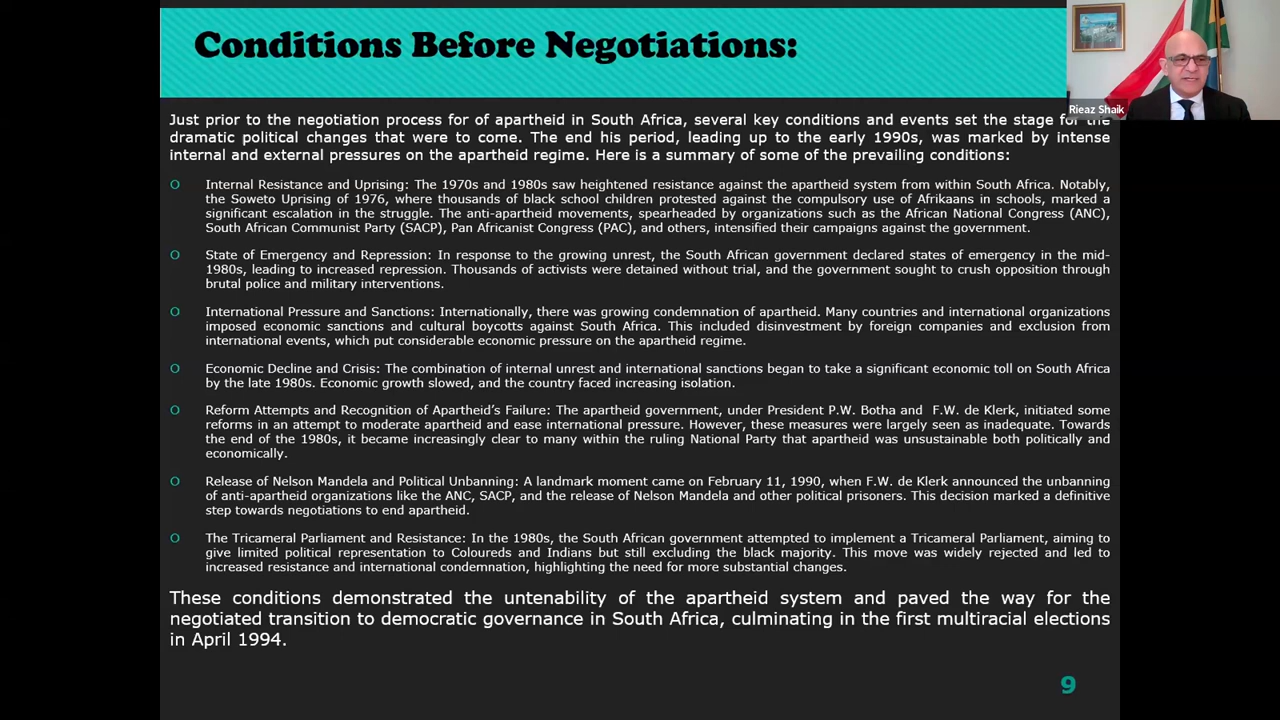 Conditions Before Negotiations:
Rieaz Shaik
Just prior to the negotiation process for of apartheid in South Africa, several key conditions and events set the stage for the
dramatic political changes that were to come. The end his period, leading up to the early 1990s, was marked by intense
internal and external pressures on the apartheid regime. Here is a summary of some of the prevailing conditions:
O Internal Resistance and Uprising: The 1970s and 1980s saw heightened resistance against the apartheid system from within South Africa. Notably,
the Soweto Uprising of 1976, where thousands of black school children protested against the compulsory use of Afrikaans in schools, marked a
significant escalation in the struggle. The anti-apartheid movements, spearheaded by organizations such as the African National Congress (ANC),
South African Communist Party (SACP), Pan Africanist Congress (PAC), and others, intensified their campaigns against the government.
O State of Emergency and Repression: In response to the growing unrest, the South African government declared states of emergency in the mid-
1980s, leading to increased repression. Thousands of activists were detained without trial, and the government sought to crush opposition through
brutal police and military interventions.
O International Pressure and Sanctions: Internationally, there was growing condemnation of apartheid. Many countries and international organizations
imposed economic sanctions and cultural boycotts against South Africa. This included disinvestment by foreign companies and exclusion from
international events, which put considerable economic pressure on the apartheid regime.
O Economic Decline and Crisis: The combination of internal unrest and international sanctions began to take a significant economic toll on South Africa
by the late 1980s. Economic growth slowed, and the country faced increasing isolation.
O Reform Attempts and Recognition of Apartheid's Failure: The apartheid government, under President P.W. Botha and F.W. de Klerk, initiated some
reforms in an attempt to moderate apartheid and ease international pressure. However, these measures were largely seen as inadequate. Towards
the end of the 1980s, it became increasingly clear to many within the ruling National Party that apartheid was unsustainable both politically and
economically.
O Release of Nelson Mandela and Political Unbanning: A landmark moment came on February 11, 1990, when F.W. de Klerk announced the unbanning
of anti-apartheid organizations like the ANC, SACP, and the release of Nelson Mandela and other political prisoners. This decision marked a definitive
step towards negotiations to end apartheid.
O The Tricameral Parliament and Resistance: In the 1980s, the South African government attempted to implement a Tricameral Parliament, aiming to
give limited political representation to Coloureds and Indians but still excluding the black majority. This move was widely rejected and led to
increased resistance and international condemnation, highlighting the need for more substantial changes.
These conditions demonstrated the untenability of the apartheid system and paved the way for the
negotiated transition to democratic governance in South Africa, culminating in the first multiracial elections
in April 1994.
9